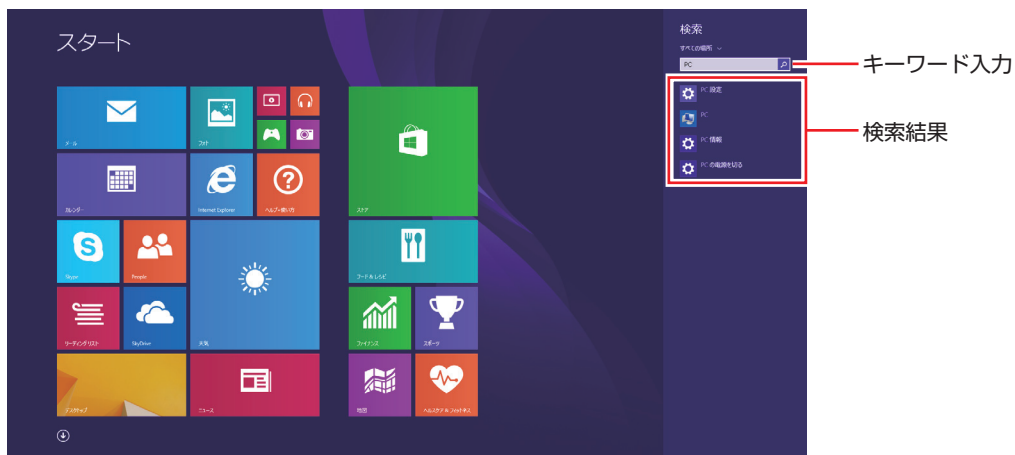 スタート
検索
すべての場所
PC
キーワード入力
検索結果
PC 設定
PC
PC 情報
PC の電源を切る
メール
フォト
カレンダー
Internet Explorer
ヘルプ+使い方
ストア
Skype
People
天気
フード & レシピ
リーディング リスト
SkyDrive
ファイナンス
スポーツ
デスクトップ
ニュース
地図
ヘルスケア & フィットネス